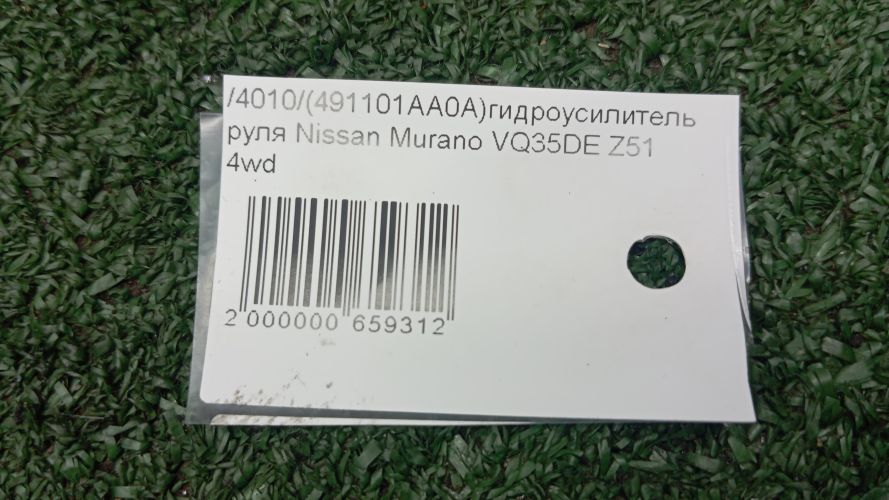 /4010/(491101AA0A)гидроусилитель
руля Nissan Murano VQ35DE Z51
4wd
2 000000 659312